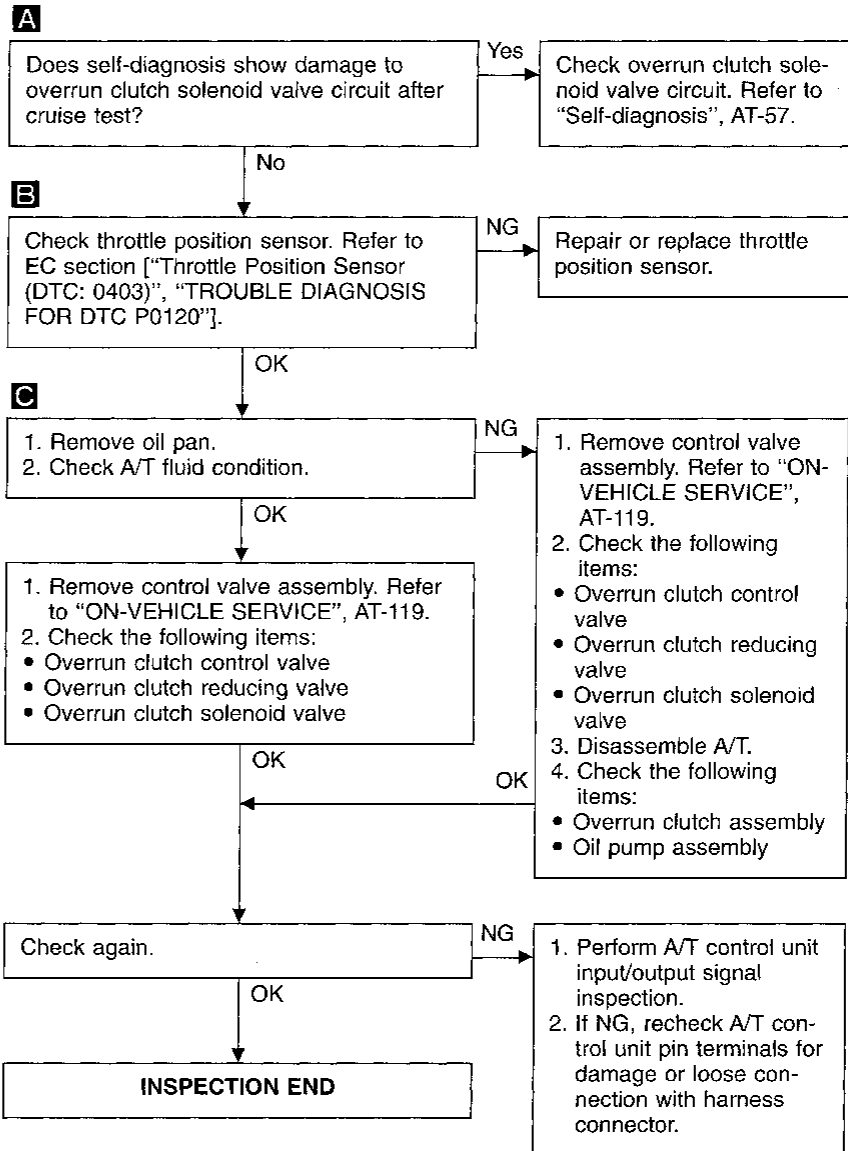 A
Does self-diagnosis show damage to
overrun clutch solenoid valve circuit after
cruise test?
Yes
Check overrun clutch sole-
noid valve circuit. Refer to
“Self-diagnosis”, AT-57.
No
B
Check throttle position sensor. Refer to
EC section [“Throttle Position Sensor
(DTC: 0403)”, “TROUBLE DIAGNOSIS
FOR DTC P0120”].
NG
Repair or replace throttle
position sensor.
OK
C
1. Remove oil pan.
2. Check A/T fluid condition.
NG
1. Remove control valve
assembly. Refer to “ON-
VEHICLE SERVICE”,
AT-119.
2. Check the following
items:
• Overrun clutch control
valve
• Overrun clutch reducing
valve
• Overrun clutch solenoid
valve
3. Disassemble A/T.
4. Check the following
items:
• Overrun clutch assembly
• Oil pump assembly
OK
1. Remove control valve assembly. Refer
to “ON-VEHICLE SERVICE”, AT-119.
2. Check the following items:
• Overrun clutch control valve
• Overrun clutch reducing valve
• Overrun clutch solenoid valve
OK
OK
Check again.
NG
1. Perform A/T control unit
input/output signal
inspection.
2. If NG, recheck A/T con-
trol unit pin terminals for
damage or loose con-
nection with harness
connector.
OK
INSPECTION END